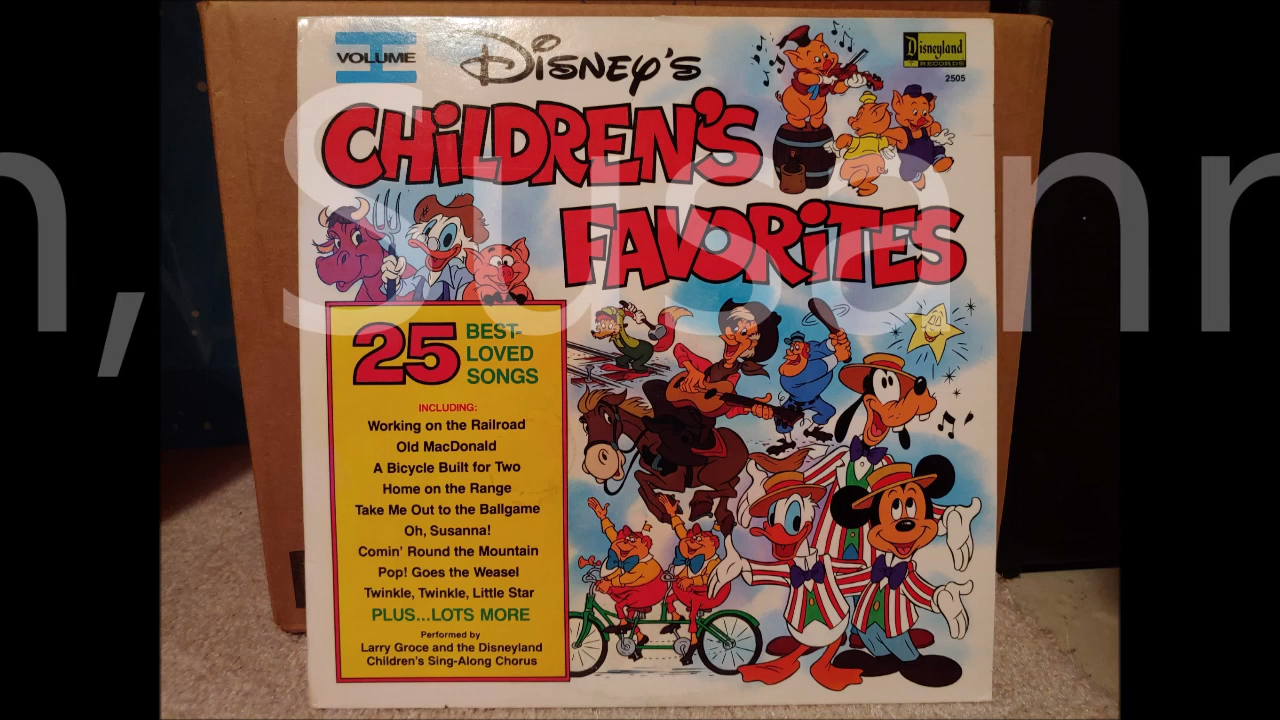 VOLUME
I
DISNEY'S
Disneyland
RECORDS
2505
CHILDREN'S
FAVORITES
n, Susann
25 BEST-
LOVED
SONGS
INCLUDING:
Working on the Railroad
Old MacDonald
A Bicycle Built for Two
Home on the Range
Take Me Out to the Ballgame
Oh, Susanna!
Comin' Round the Mountain
Pop! Goes the Weasel
Twinkle, Twinkle, Little Star
PLUS...LOTS MORE
Performed by
Larry Groce and the Disneyland
Children's Sing-Along Chorus